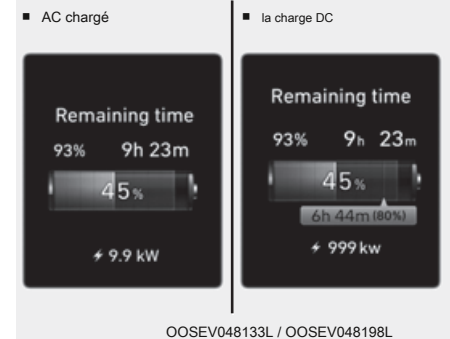 ■ AC chargé
Remaining time
93% 9h 23m
45%
9.9 kW
■ la charge DC
Remaining time
93% 9h 23m
45%
6h 44m (80%)
999 kw
OOSEV048133L / OOSEV048198L